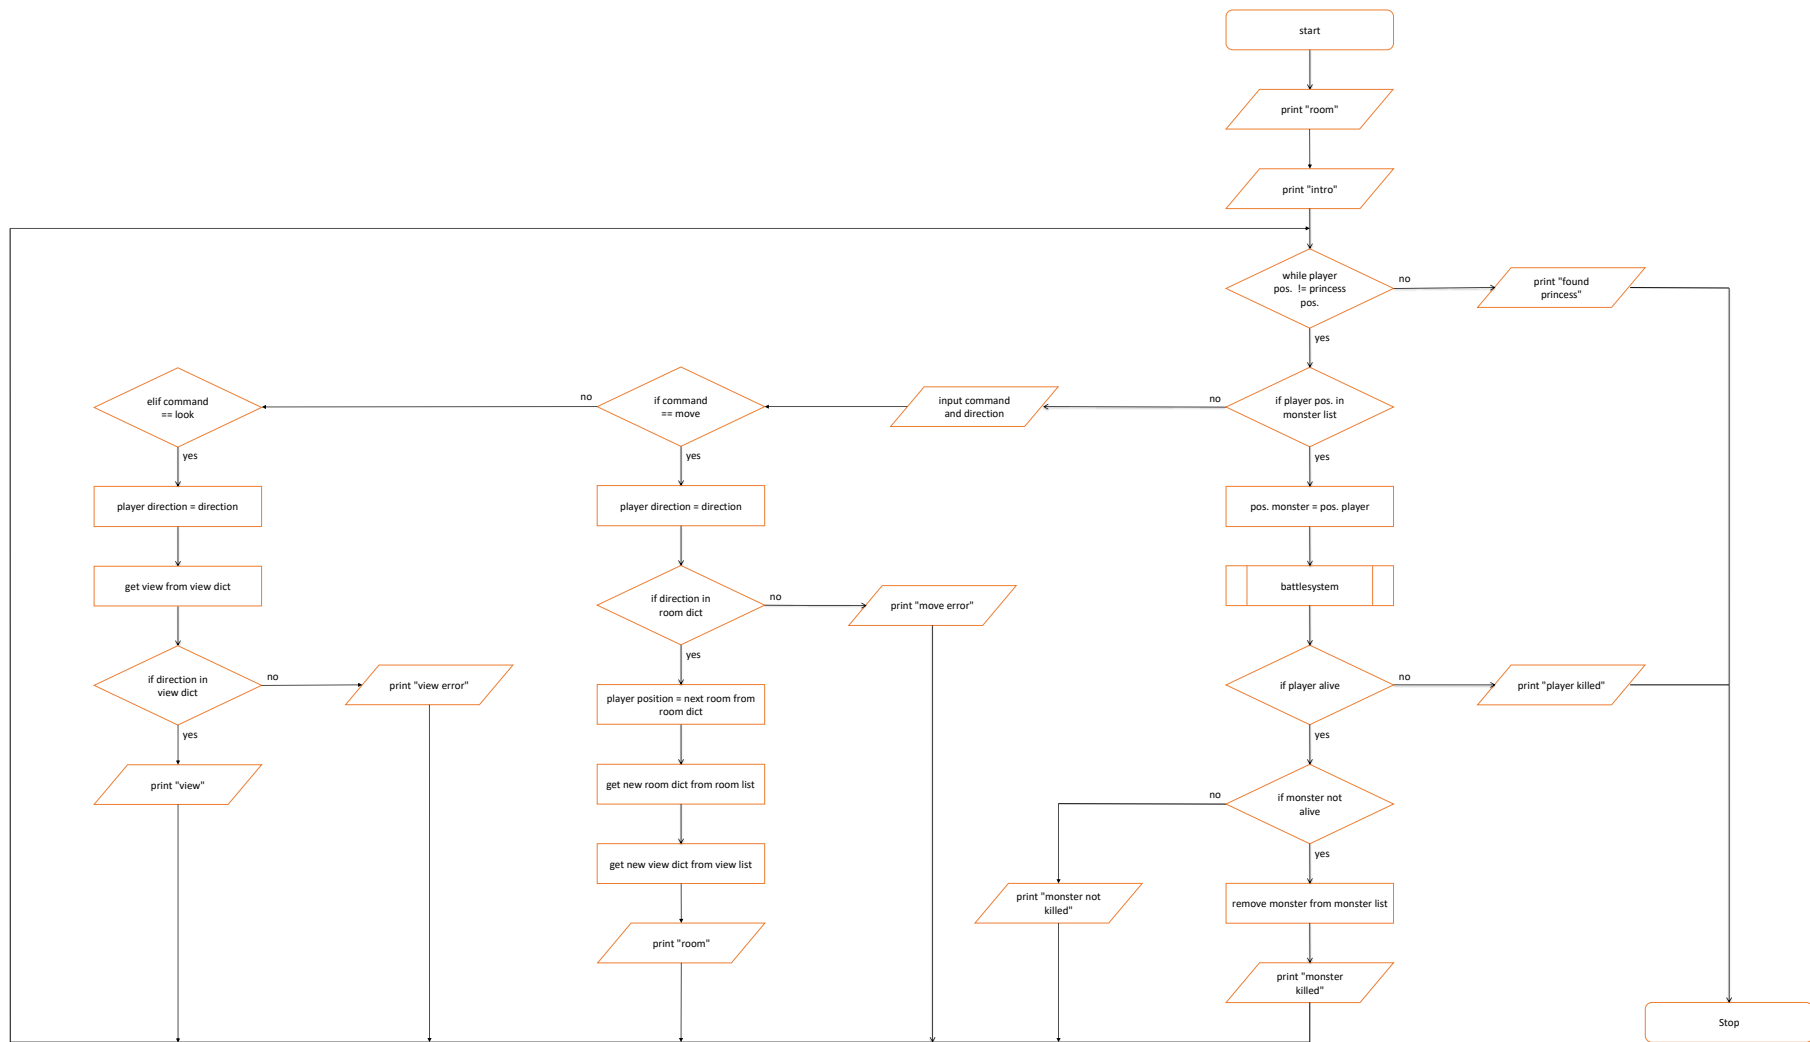 start
print "room"
print "intro"
while player
pos. != princess
pos.
no
print "found
princess"
yes
elif command
== look
no
if command
== move
input command
and direction
no
if player pos. in
monster list
yes
yes
yes
player direction = direction
player direction = direction
pos. monster = pos. player
get view from view dict
if direction in
room dict
no
print "move error"
battlesystem
yes
if direction in
view dict
no
print "view error"
player position = next room from
room dict
if player alive
no
print "player killed"
yes
yes
print "view"
get new room dict from room list
no
if monster not
alive
yes
get new view dict from view list
print "monster not
killed"
remove monster from monster list
print "room"
print "monster
killed"
Stop